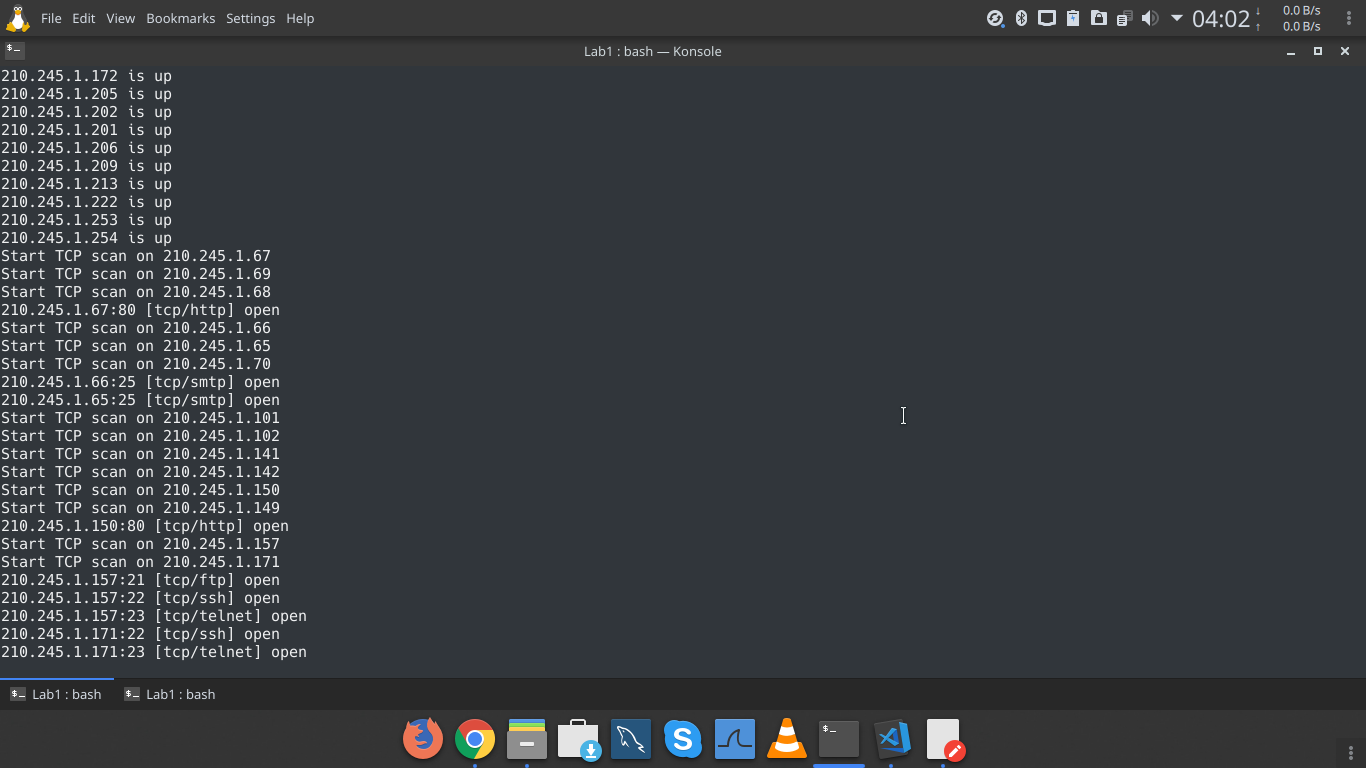 File Edit View Bookmarks Settings Help
04:02
0.0 B/s
0.0 B/s
Lab1 : bash — Konsole
210.245.1.172 is up
210.245.1.205 is up
210.245.1.202 is up
210.245.1.201 is up
210.245.1.206 is up
210.245.1.209 is up
210.245.1.213 is up
210.245.1.222 is up
210.245.1.253 is up
210.245.1.254 is up
Start TCP scan on 210.245.1.67
Start TCP scan on 210.245.1.69
Start TCP scan on 210.245.1.68
210.245.1.67:80 [tcp/http] open
Start TCP scan on 210.245.1.66
Start TCP scan on 210.245.1.65
Start TCP scan on 210.245.1.70
210.245.1.66:25 [tcp/smtp] open
210.245.1.65:25 [tcp/smtp] open
Start TCP scan on 210.245.1.101
Start TCP scan on 210.245.1.102
Start TCP scan on 210.245.1.141
Start TCP scan on 210.245.1.142
Start TCP scan on 210.245.1.150
Start TCP scan on 210.245.1.149
210.245.1.150:80 [tcp/http] open
Start TCP scan on 210.245.1.157
Start TCP scan on 210.245.1.171
210.245.1.157:21 [tcp/ftp] open
210.245.1.157:22 [tcp/ssh] open
210.245.1.157:23 [tcp/telnet] open
210.245.1.171:22 [tcp/ssh] open
210.245.1.171:23 [tcp/telnet] open
Lab1 : bash
Lab1 : bash